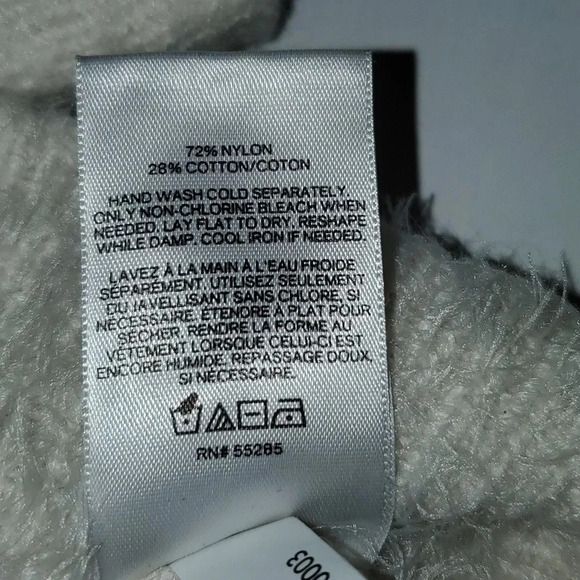 72% NYLON
28% COTTON/COTON
HAND WASH COLD SEPARATELY.
ONLY NON-CHLORINE BLEACH WHEN
NEEDED. LAY FLAT TO DRY. RESHAPE
WHILE DAMP. COOL IRON IF NEEDED.
LAVEZ À LA MAIN À L'EAU FROIDE
SÉPARÉMENT. UTILISEZ SEULEMENT
DU JAVELLISANT SANS CHLORE, SI
NÉCESSAIRE. ÉTENDRE À PLAT POUR
SÉCHER. RENDRE LA FORME AU
VÊTEMENT LORSQUE CELUI-CI EST
ENCORE HUMIDE. REPASSAGE DOUX,
SI NÉCESSAIRE.
RN# 55285
0003